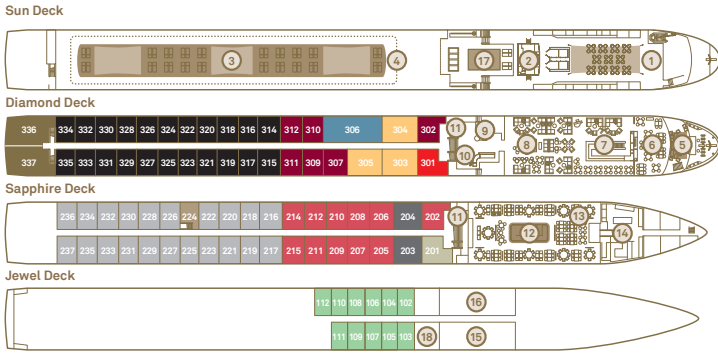 Sun Deck
3 4 17 2 1
Diamond Deck
336 334 332 330 328 326 324 322 320 318 316 314 312 310 306 304 302 11 9
8 7 6 5
337 335 333 331 329 227 325 223 321 319 317 315 311 309 307 305 303 301 10
Sapphire Deck
236 234 232 230 228 226 224 222 220 218 216 214 212 210 208 206 204 202 11 13
12 14
237 235 233 231 229 227 225 223 221 219 217 215 211 209 207 205 203 201
Jewel Deck
112 110 108 106 104 102 16
111 109 107 105 103 18 15